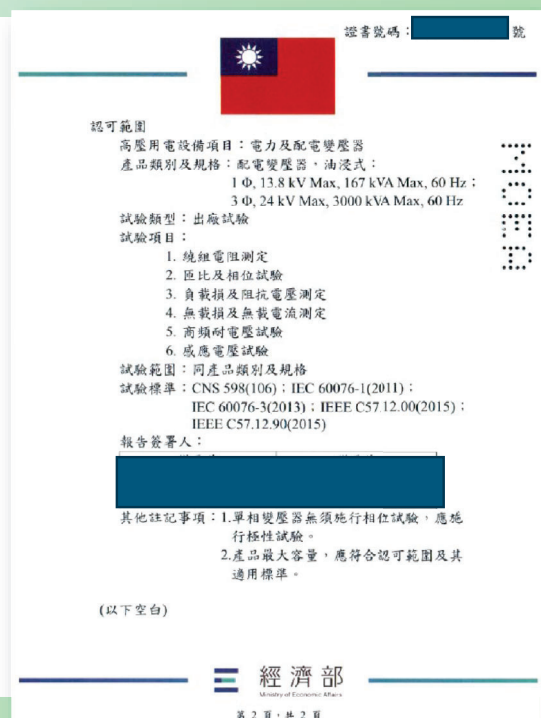 證書號碼： 號
認可範圍
高壓用電設備項目：電力及配電變壓器
產品類別及規格：配電變壓器，油浸式：
1 Φ, 13.8 kV Max, 167 kVA Max, 60 Hz；
3 Φ, 24 kV Max, 3000 kVA Max, 60 Hz
試驗類型：出廠試驗
試驗項目：
1. 繞組電阻測定
2. 匝比及相位試驗
3. 負載損及阻抗電壓測定
4. 無載損及無載電流測定
5. 商頻耐電壓試驗
6. 感應電壓試驗
試驗範圍：同產品類別及規格
試驗標準：CNS 598(106)；IEC 60076-1(2011)；
IEC 60076-3(2013)；IEEE C57.12.00(2015)；
IEEE C57.12.90(2015)
報告簽署人：
其他註記事項：1.單相變壓器無須施行相位試驗，應施
行極性試驗。
2.產品最大容量，應符合認可範圍及其
適用標準。
(以下空白)
經濟部
Ministry of Economic Affairs
第 2 頁，共 2 頁
MOEA